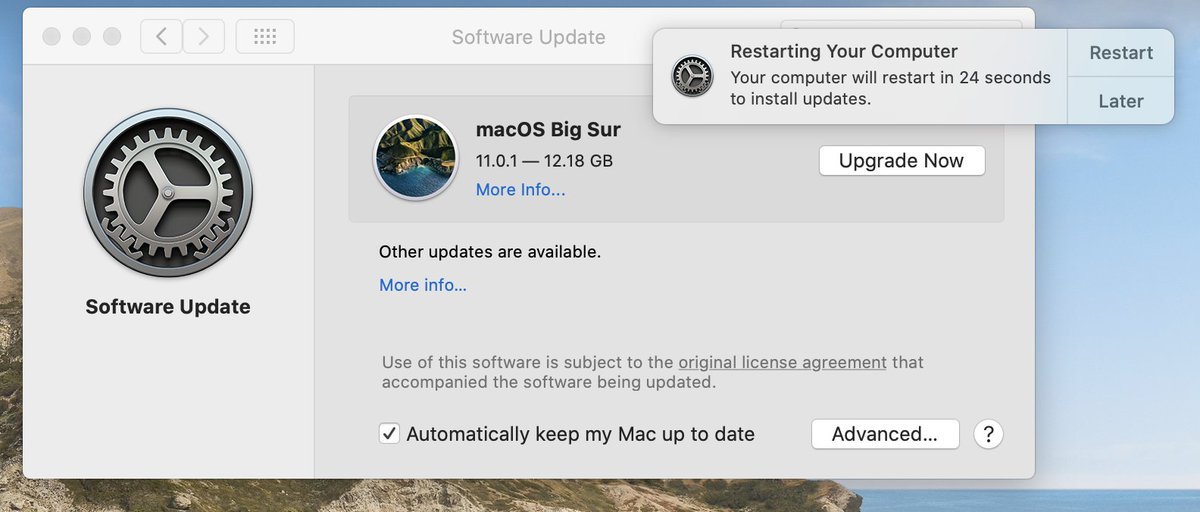 Software Update
Restarting Your Computer
Your computer will restart in 24 seconds
to install updates.
Restart
Later
macOS Big Sur
11.0.1 — 12.18 GB
More Info...
Upgrade Now
Software Update
Other updates are available.
More info...
Use of this software is subject to the original license agreement that
accompanied the software being updated.
Automatically keep my Mac up to date
Advanced...
?